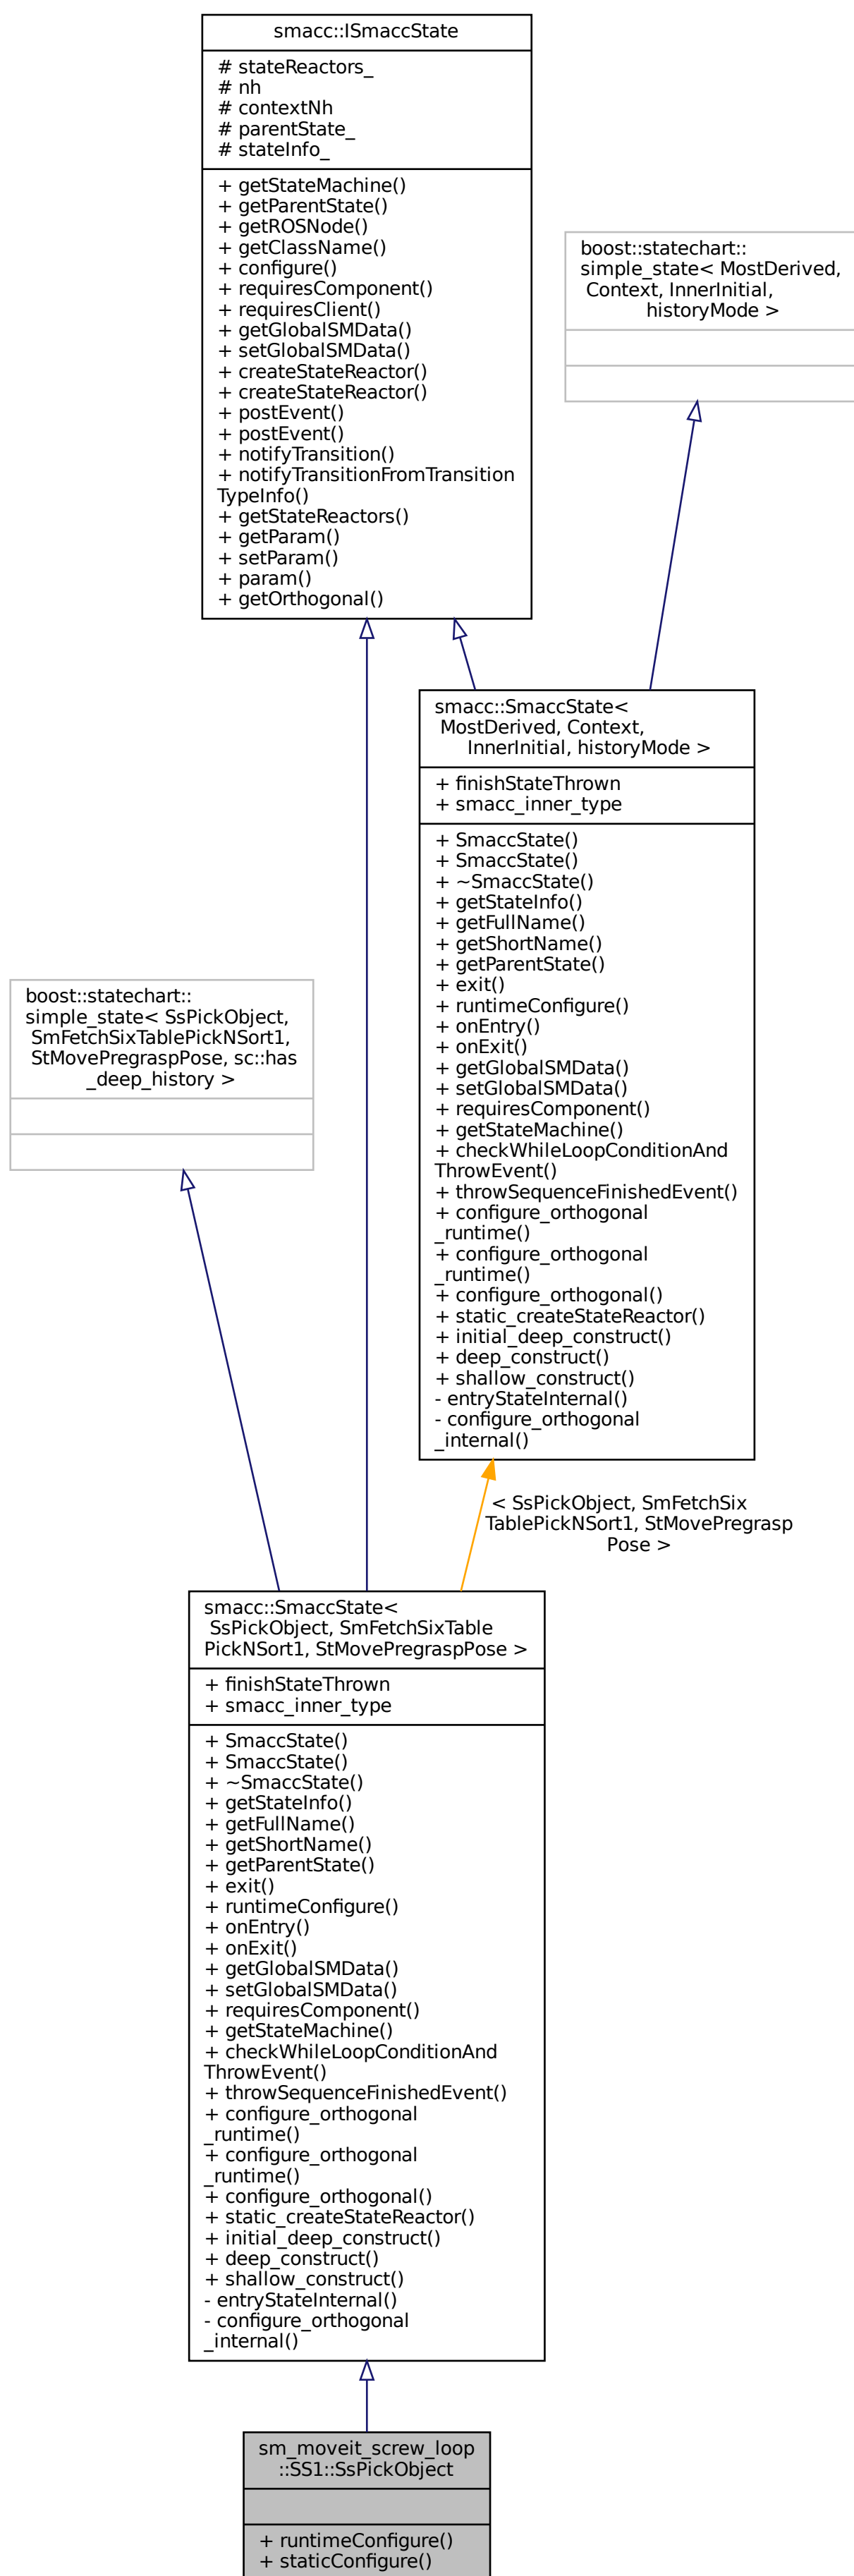 smacc::ISmaccState
# stateReactors_
# nh
# contextNh
# parentState_
# stateInfo_
+ getStateMachine()
+ getParentState()
+ getROSNode()
+ getClassName()
+ configure()
+ requiresComponent()
+ requiresClient()
+ getGlobalSMData()
+ setGlobalSMData()
+ createStateReactor()
+ createStateReactor()
+ postEvent()
+ postEvent()
+ notifyTransition()
+ notifyTransitionFromTransition
TypeInfo()
+ getStateReactors()
+ getParam()
+ setParam()
+ param()
+ getOrthogonal()
boost::statechart::
simple_state< MostDerived,
Context, InnerInitial,
historyMode >
smacc::SmaccState<
MostDerived, Context,
InnerInitial, historyMode >
+ finishStateThrown
+ smacc_inner_type
+ SmaccState()
+ SmaccState()
+ ~SmaccState()
+ getStateInfo()
+ getFullName()
+ getShortName()
+ getParentState()
+ exit()
+ runtimeConfigure()
+ onEntry()
+ onExit()
+ getGlobalSMData()
+ setGlobalSMData()
+ requiresComponent()
+ getStateMachine()
+ checkWhileLoopConditionAnd
ThrowEvent()
+ throwSequenceFinishedEvent()
+ configure_orthogonal
_runtime()
+ configure_orthogonal
_runtime()
+ configure_orthogonal()
+ static_createStateReactor()
+ initial_deep_construct()
+ deep_construct()
+ shallow_construct()
- entryStateInternal()
- configure_orthogonal
_internal()
boost::statechart::
simple_state< SsPickObject,
SmFetchSixTablePickNSort1,
StMovePregraspPose, sc::has
_deep_history >
< SsPickObject, SmFetchSix
TablePickNSort1, StMovePregrasp
Pose >
smacc::SmaccState<
SsPickObject, SmFetchSixTable
PickNSort1, StMovePregraspPose >
+ finishStateThrown
+ smacc_inner_type
+ SmaccState()
+ SmaccState()
+ ~SmaccState()
+ getStateInfo()
+ getFullName()
+ getShortName()
+ getParentState()
+ exit()
+ runtimeConfigure()
+ onEntry()
+ onExit()
+ getGlobalSMData()
+ setGlobalSMData()
+ requiresComponent()
+ getStateMachine()
+ checkWhileLoopConditionAnd
ThrowEvent()
+ throwSequenceFinishedEvent()
+ configure_orthogonal
_runtime()
+ configure_orthogonal
_runtime()
+ configure_orthogonal()
+ static_createStateReactor()
+ initial_deep_construct()
+ deep_construct()
+ shallow_construct()
- entryStateInternal()
- configure_orthogonal
_internal()
sm_moveit_screw_loop
::SS1::SsPickObject
+ runtimeConfigure()
+ staticConfigure()